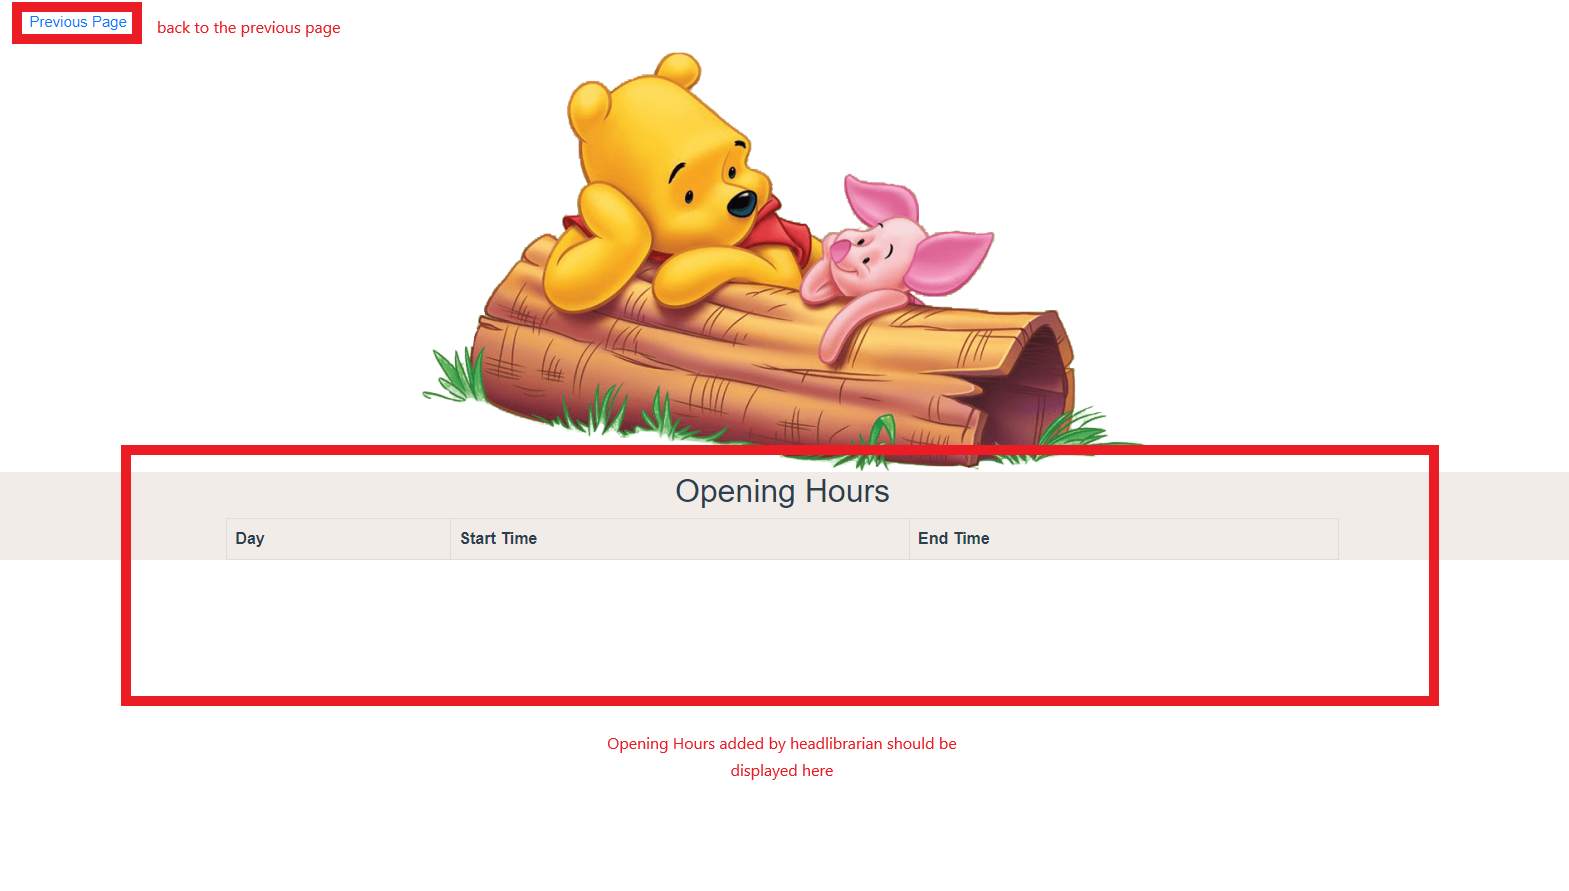 Previous Page
back to the previous page
Opening Hours
Day Start Time End Time
Opening Hours added by headlibrarian should be
displayed here